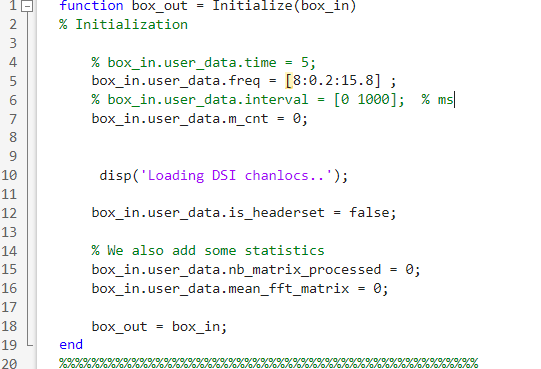 1 function box_out = Initialize(box_in)
2 % Initialization
3
4 % box_in.user_data.time = 5;
5 box_in.user_data.freq = [8:0.2:15.8] ;
6 % box_in.user_data.interval = [0 1000];  % ms
7 box_in.user_data.m_cnt = 0;
8
9
10 disp('Loading DSI chanlocs..');
11
12 box_in.user_data.is_headerset = false;
13
14 % We also add some statistics
15 box_in.user_data.nb_matrix_processed = 0;
16 box_in.user_data.mean_fft_matrix = 0;
17
18 box_out = box_in;
19 end
20 %%%%%%%%%%%%%%%%%%%%%%%%%%%%%%%%%%%%%%%%%%%%%%%%%%%%